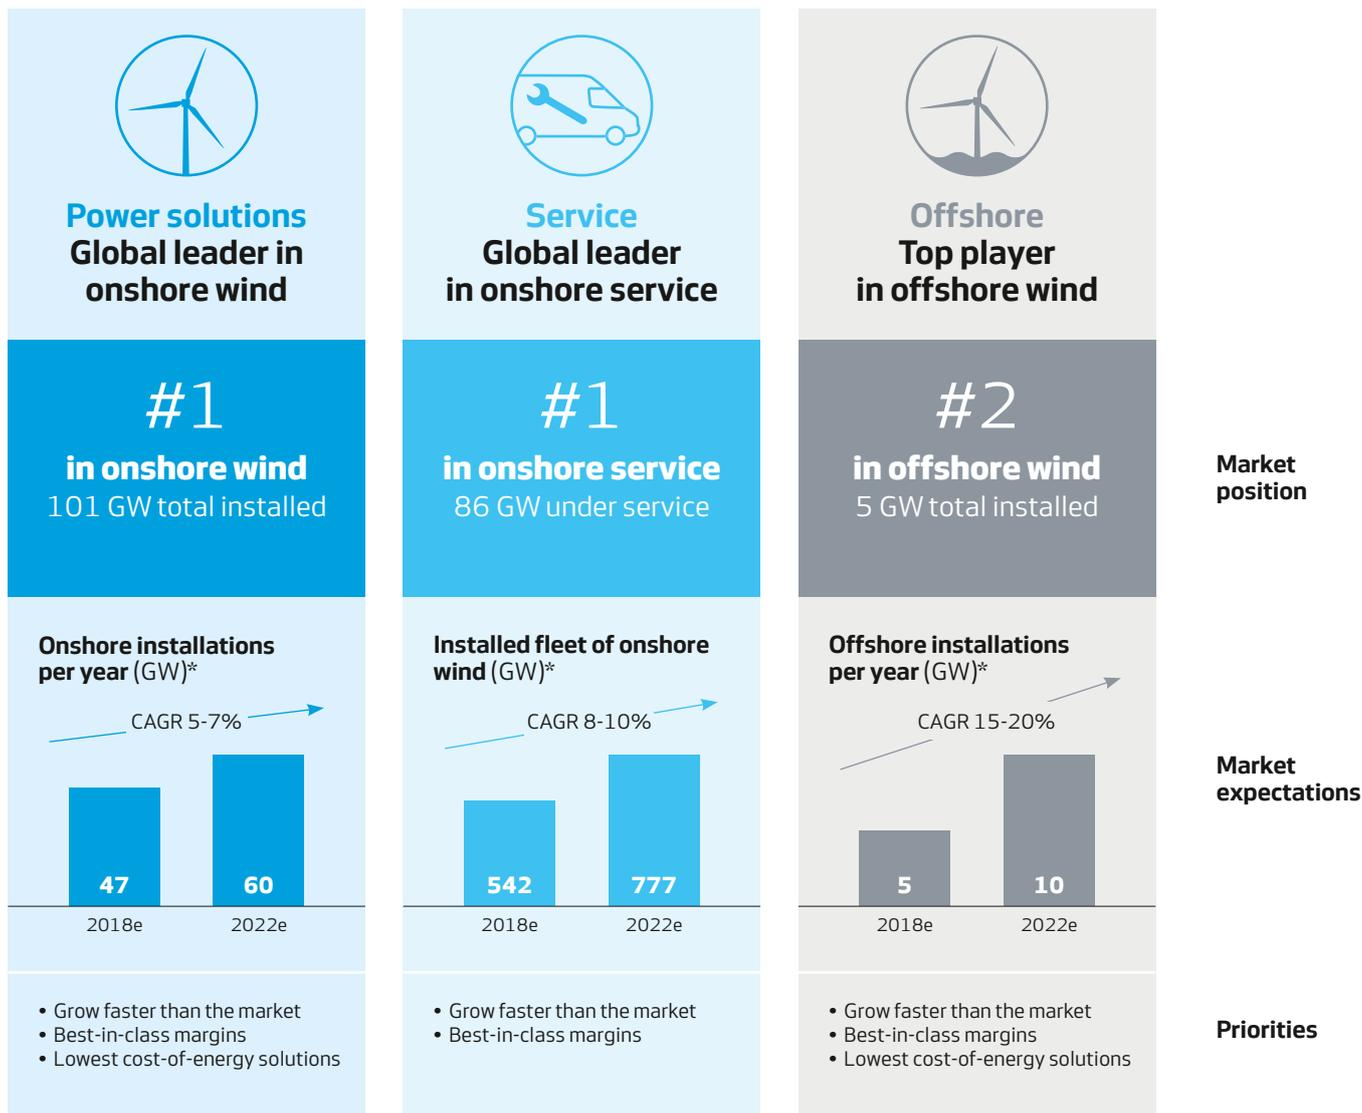 Power solutions
Global leader in
onshore wind
#1
in onshore wind
101 GW total installed
Onshore installations
per year (GW)*
CAGR 5-7%
47
60
2018e
2022e
• Grow faster than the market
• Best-in-class margins
• Lowest cost-of-energy solutions
Service
Global leader
in onshore service
#1
in onshore service
86 GW under service
Installed fleet of onshore
wind (GW)*
CAGR 8-10%
542
777
2018e
2022e
• Grow faster than the market
• Best-in-class margins
Offshore
Top player
in offshore wind
#2
in offshore wind
5 GW total installed
Offshore installations
per year (GW)*
CAGR 15-20%
5
10
2018e
2022e
• Grow faster than the market
• Best-in-class margins
• Lowest cost-of-energy solutions
Market
position
Market
expectations
Priorities